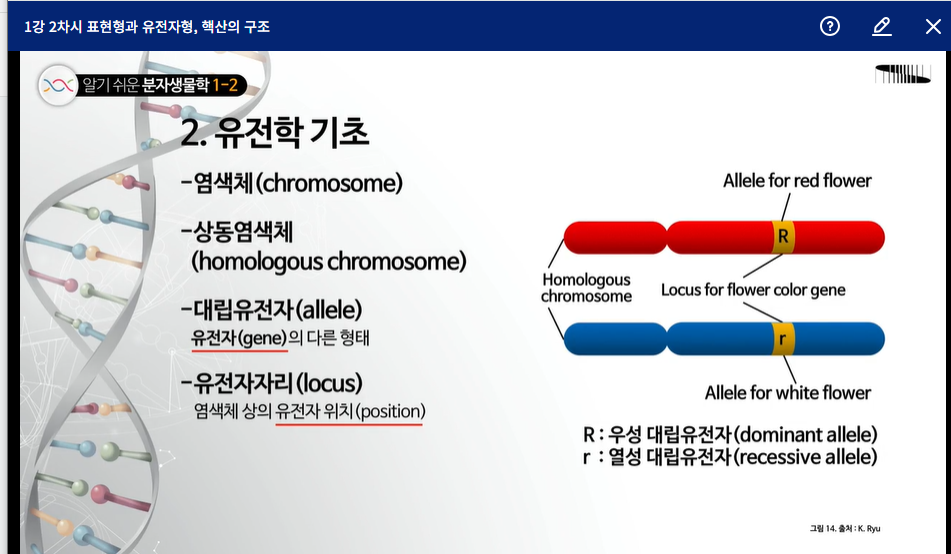 1강 2차시 표현형과 유전자형, 핵산의 구조
알기 쉬운 분자생물학 1-2
2. 유전학 기초
-염색체(chromosome)
-상동염색체
(homologous chromosome)
-대립유전자(allele)
유전자(gene)의 다른 형태
-유전자자리(locus)
염색체 상의 유전자 위치(position)
Allele for red flower
R
Homologous
chromosome
Locus for flower color gene
r
Allele for white flower
R : 우성 대립유전자(dominant allele)
r : 열성 대립유전자(recessive allele)
그림 14. 출처 : K. Ryu